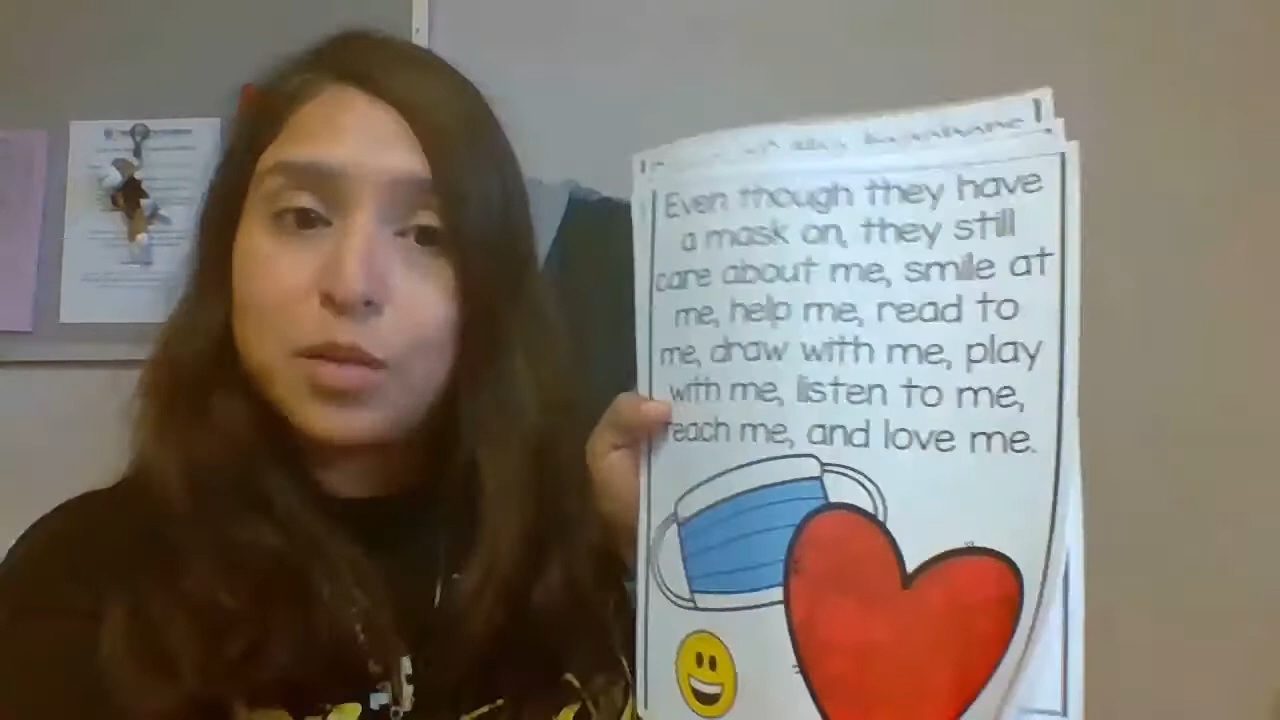 Even though they have
a mask on, they still
care about me, smile at
me, help me, read to
me, draw with me, play
with me, listen to me,
teach me, and love me.